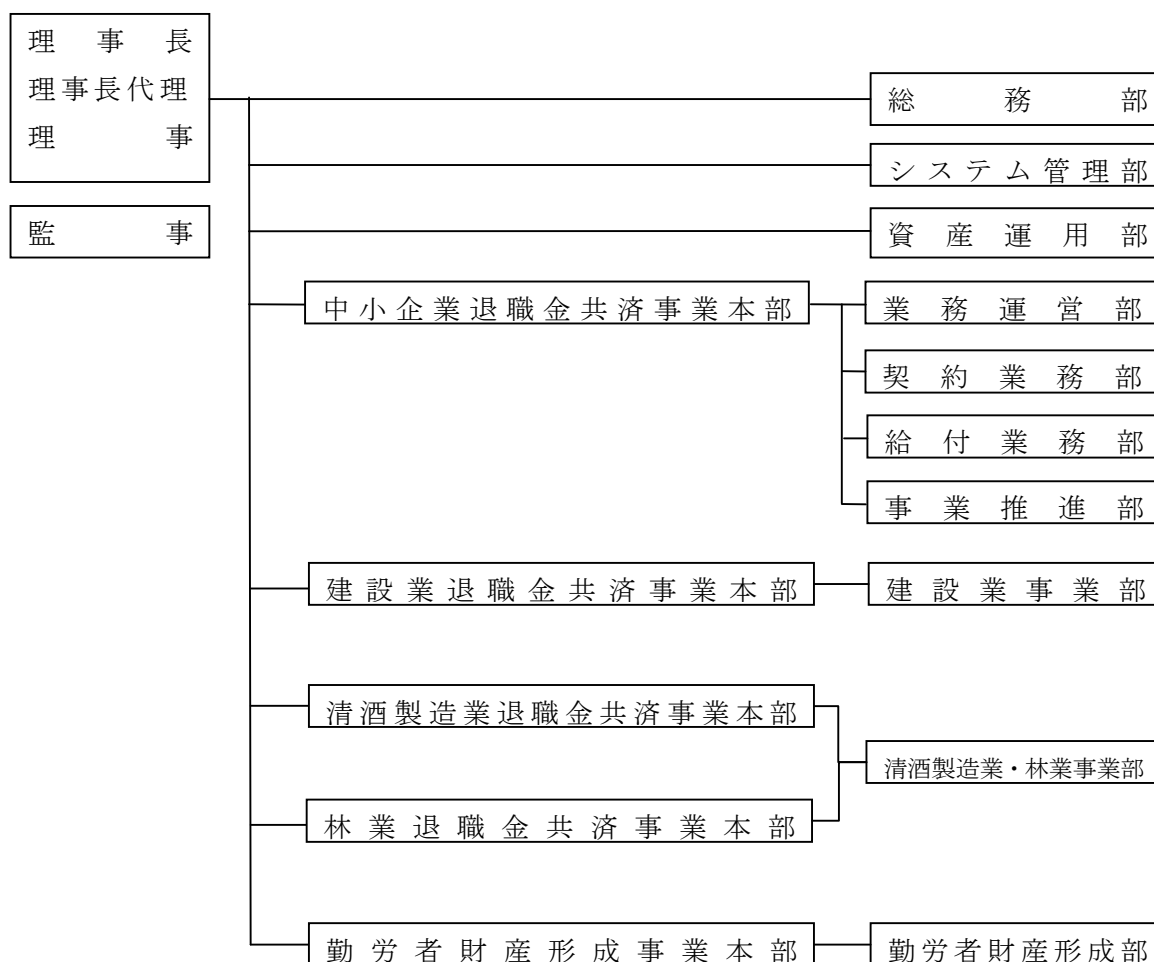 理事長
理事長代理
理事
監事
総務部
システム管理部
資産運用部
中小企業退職金共済事業本部
業務運営部
契約業務部
給付業務部
事業推進部
建設業退職金共済事業本部
建設業事業部
清酒製造業退職金共済事業本部
清酒製造業・林業事業部
林業退職金共済事業本部
勤労者財産形成事業本部
勤労者財産形成部